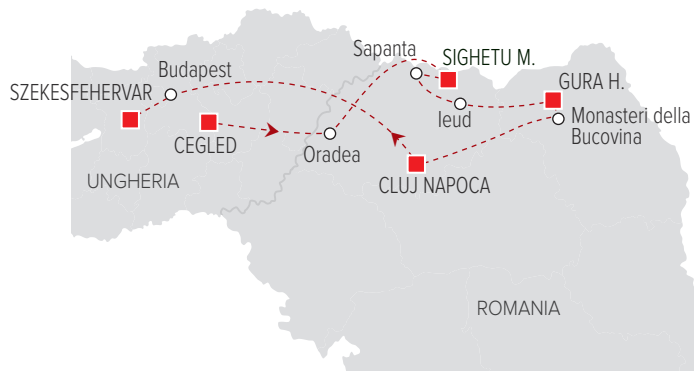 Sapanta
SIGHETU M.
Budapest
GURA H.
SZEKESFEHERVAR
Ieud
Monasteri della
Bucovina
CEGLED
Oradea
UNGHERIA
CLUJ NAPOCA
ROMANIA